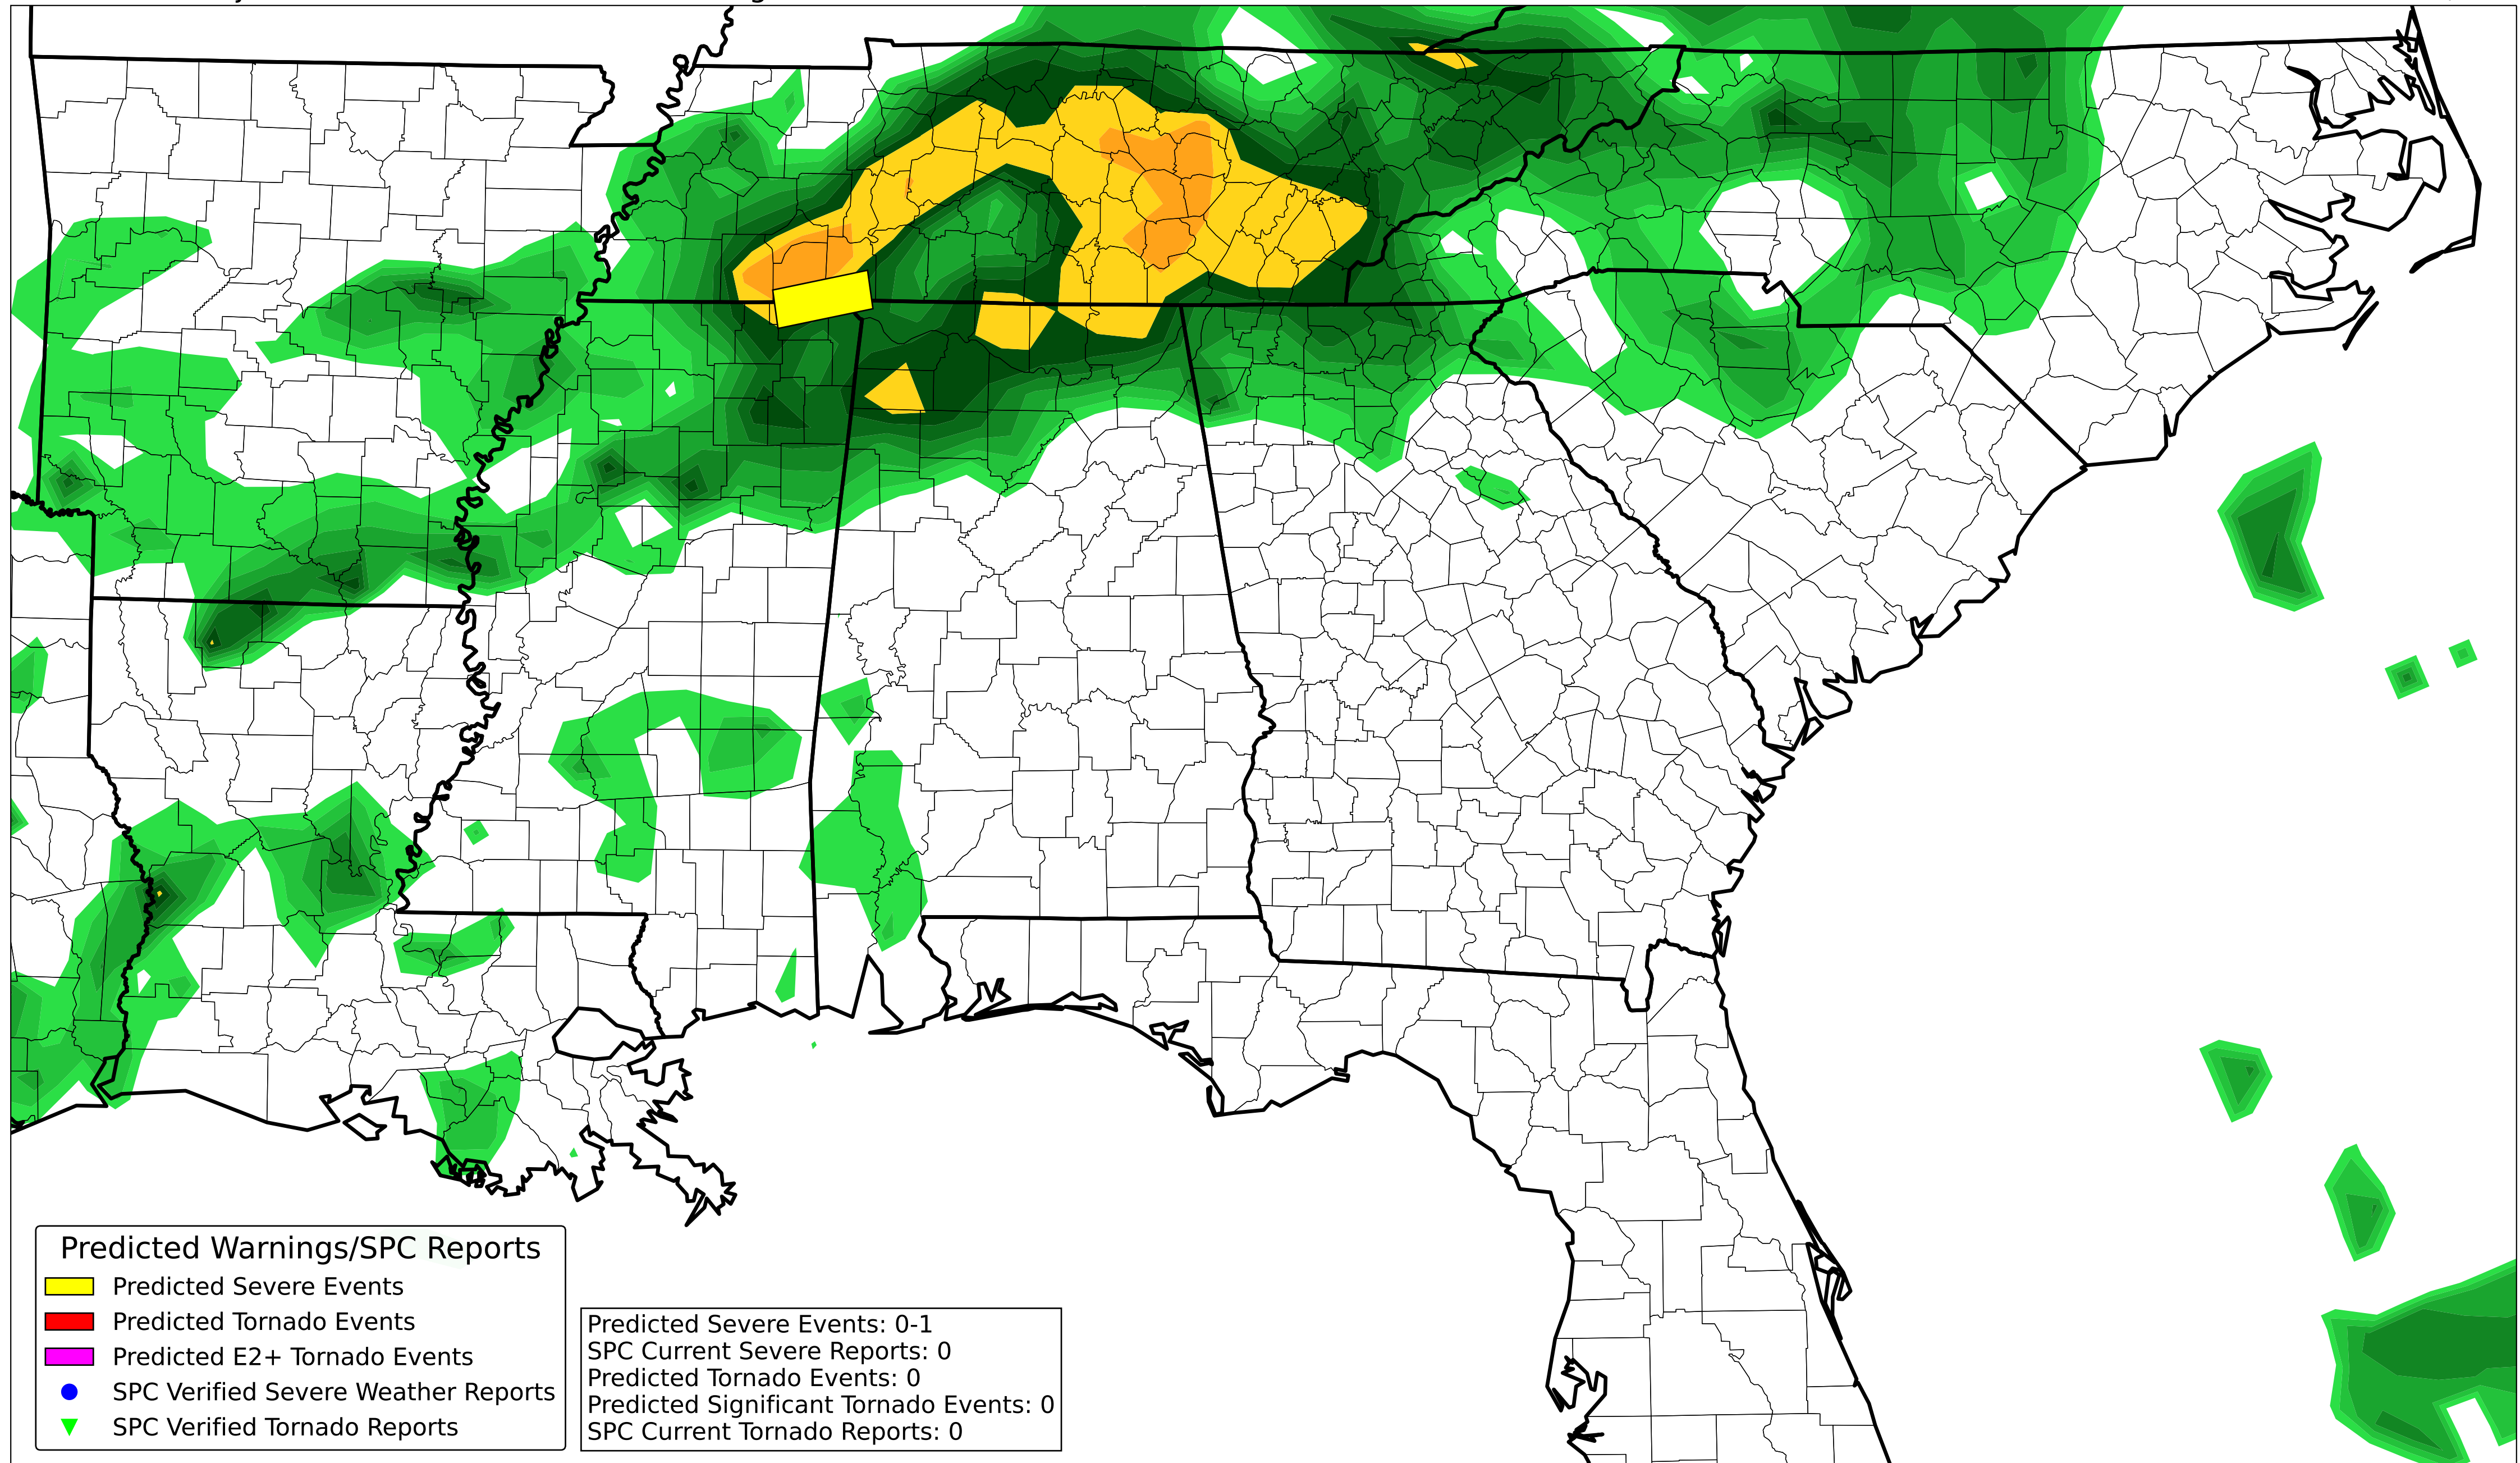 Predicted Warnings/SPC Reports
Predicted Severe Events
Predicted Tornado Events
Predicted E2+ Tornado Events
SPC Verified Severe Weather Reports
SPC Verified Tornado Reports
Predicted Severe Events: 0-1
SPC Current Severe Reports: 0
Predicted Tornado Events: 0
Predicted Significant Tornado Events: 0
SPC Current Tornado Reports: 0